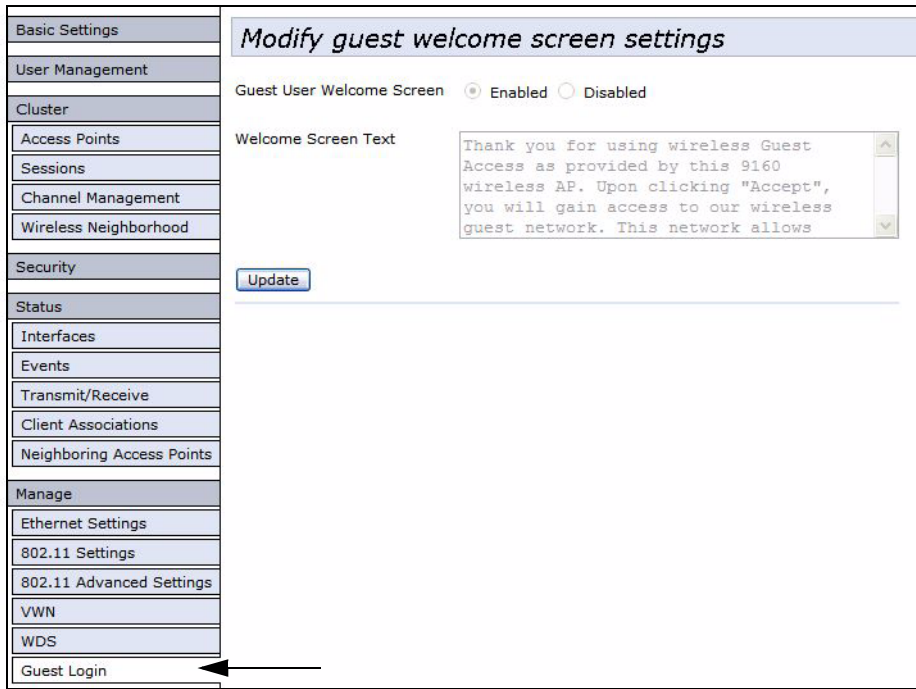 Basic Settings
User Management
Cluster
Access Points
Sessions
Channel Management
Wireless Neighborhood
Security
Status
Interfaces
Events
Transmit/Receive
Client Associations
Neighboring Access Points
Manage
Ethernet Settings
802.11 Settings
802.11 Advanced Settings
VWN
WDS
Guest Login
Modify guest welcome screen settings
Guest User Welcome Screen Enabled Disabled
Welcome Screen Text
Thank you for using wireless Guest
Access as provided by this 9160
wireless AP. Upon clicking "Accept",
you will gain access to our wireless
guest network. This network allows
Update